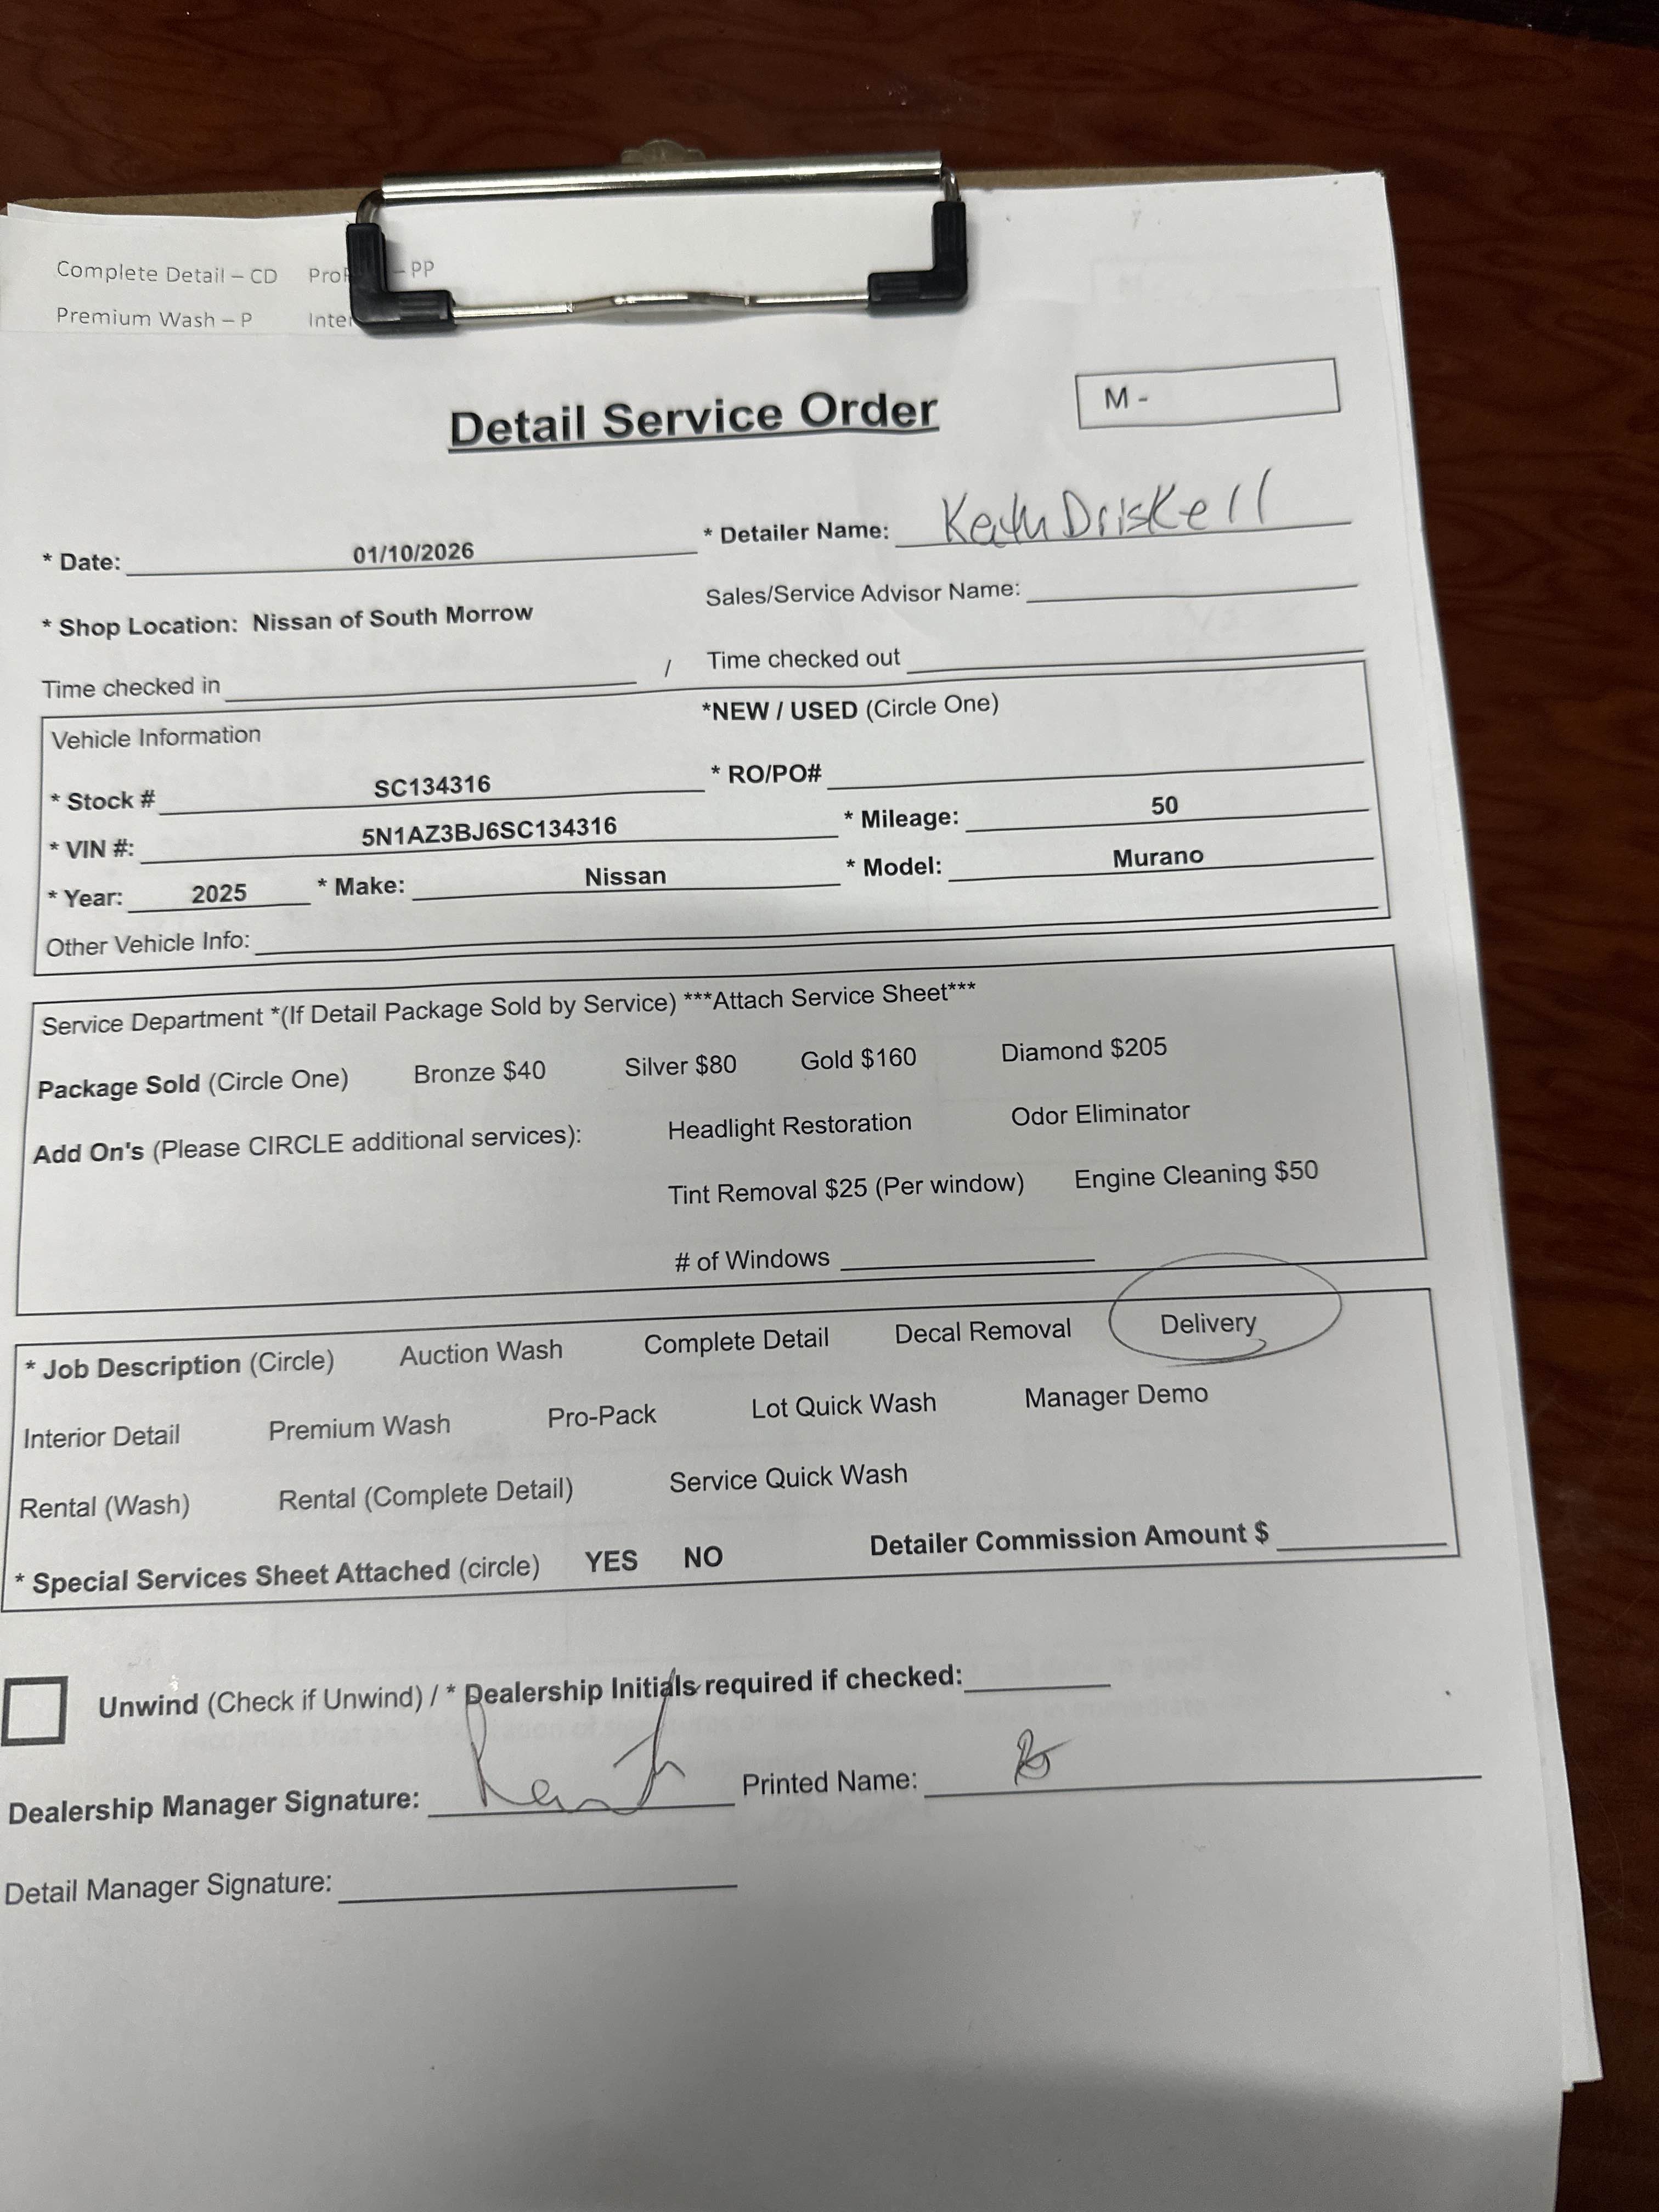 Complete Detail – CD – PP
Premium Wash – P
Detail Service Order
M -
* Date: 01/10/2026 * Detailer Name: Driskell
* Shop Location: Nissan of South Morrow Sales/Service Advisor Name:
Time checked in / Time checked out
Vehicle Information *NEW / USED (Circle One)
* Stock # SC134316 * RO/PO#
* VIN #: 5N1AZ3BJ6SC134316 * Mileage: 50
* Year: 2025 * Make: Nissan * Model: Murano
Other Vehicle Info:
Service Department *(If Detail Package Sold by Service) ***Attach Service Sheet***
Package Sold (Circle One) Bronze $40 Silver $80 Gold $160 Diamond $205
Add On's (Please CIRCLE additional services): Headlight Restoration Odor Eliminator
Tint Removal $25 (Per window) Engine Cleaning $50
# of Windows
* Job Description (Circle) Auction Wash Complete Detail Decal Removal Delivery
Interior Detail Premium Wash Pro-Pack Lot Quick Wash Manager Demo
Rental (Wash) Rental (Complete Detail) Service Quick Wash
* Special Services Sheet Attached (circle) YES NO Detailer Commission Amount $
Unwind (Check if Unwind) / * Dealership Initials required if checked:
Dealership Manager Signature: Printed Name:
Detail Manager Signature: